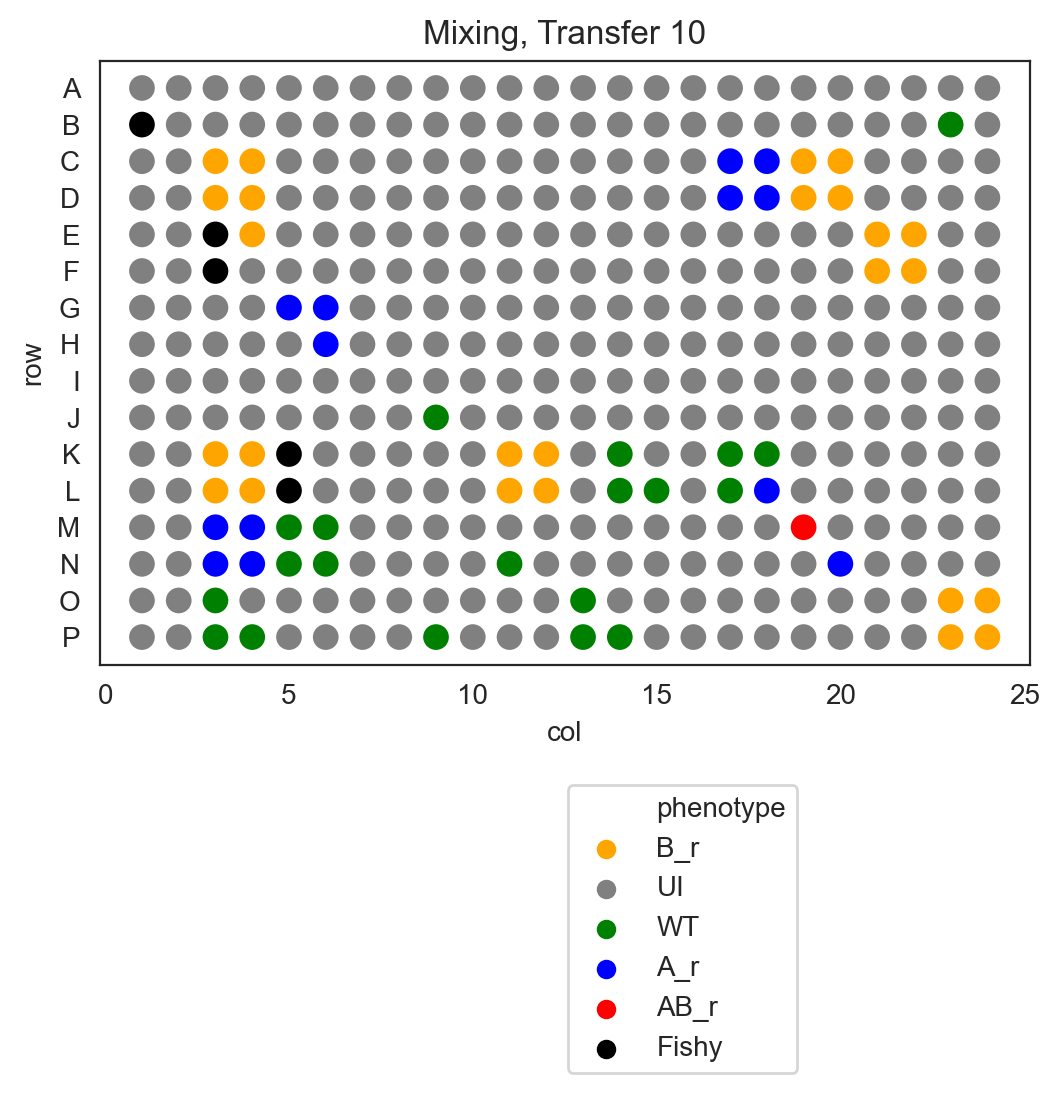 Mixing, Transfer 10
A
B
C
D
E
F
G
H
I
J
K
L
M
N
O
P
row
0 5 10 15 20 25
col
phenotype
B_r
UI
WT
A_r
AB_r
Fishy